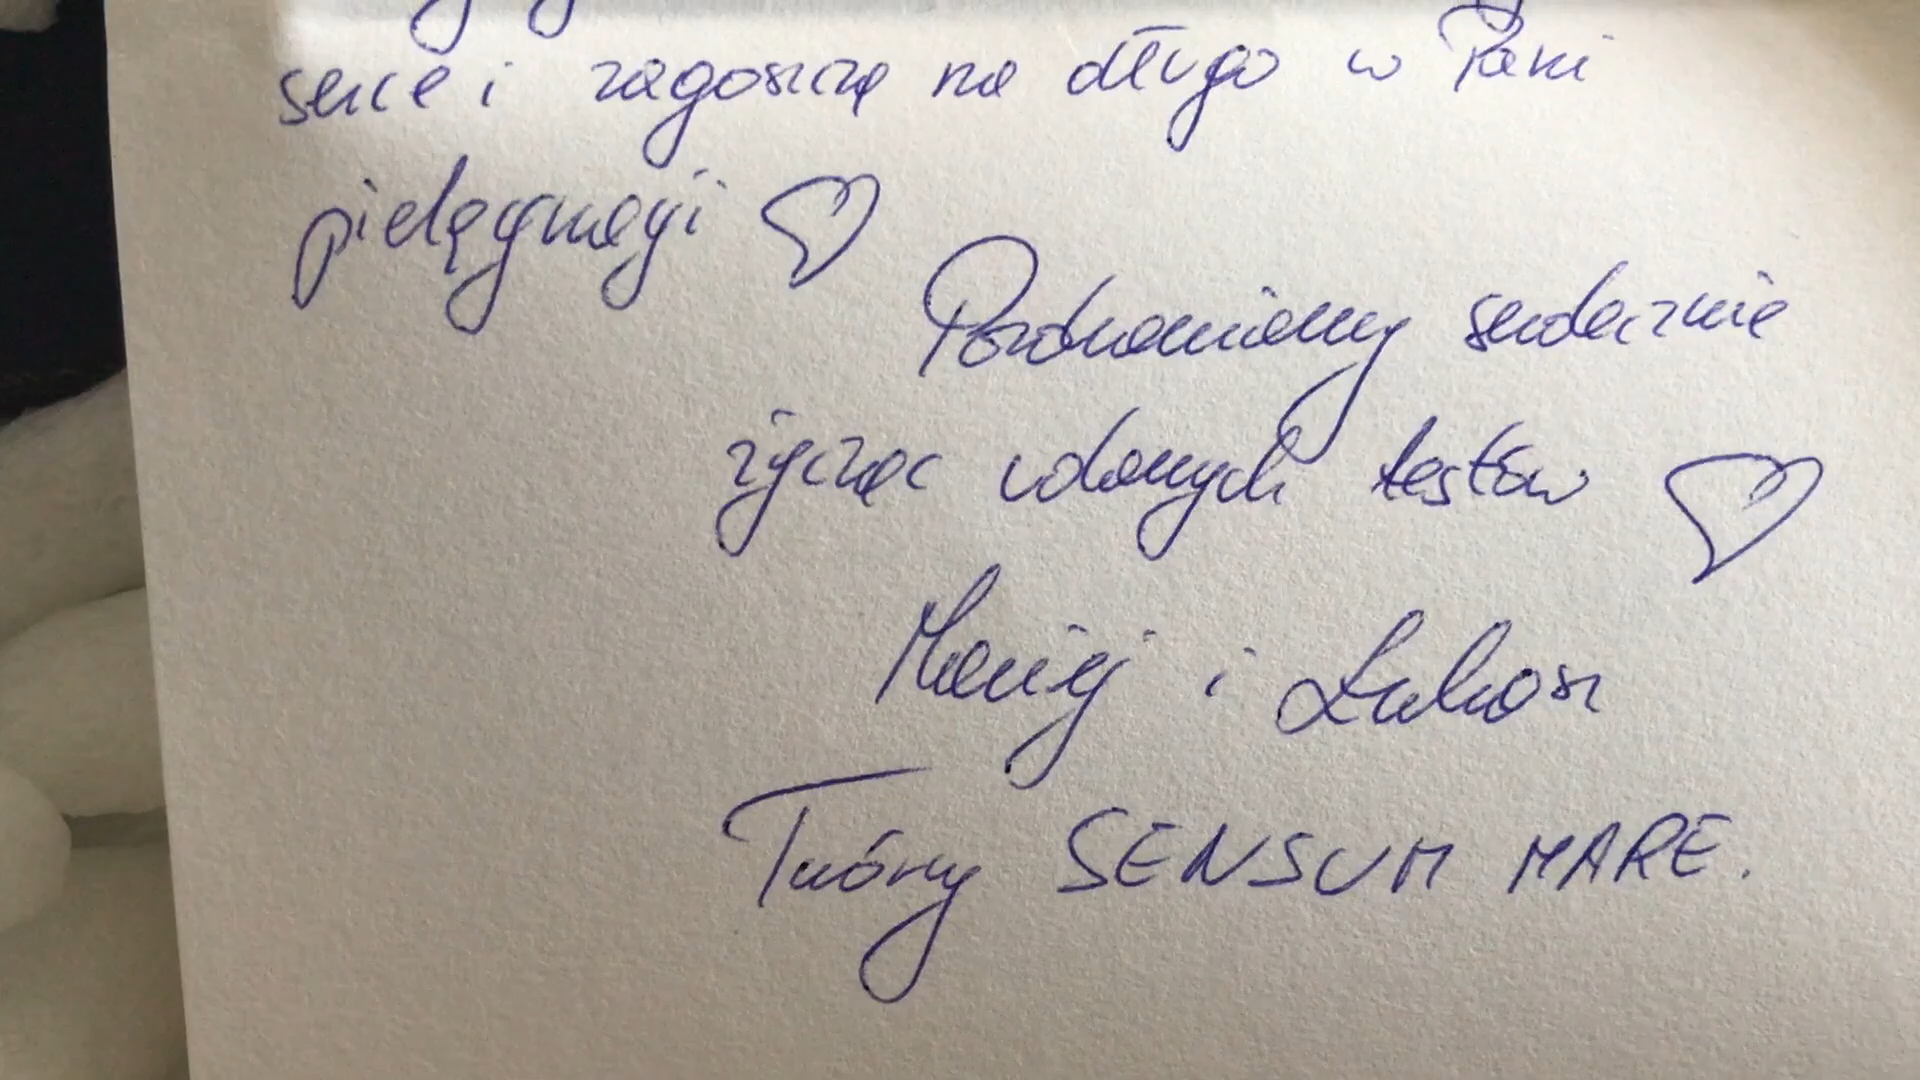 serce i zagoszczą na długo w Pani
pielęgnacji ♡
Pozdrawiamy serdecznie
życząc udanych testów ♡
Maciej i Łukasz
Twórcy SENSUM MARE.